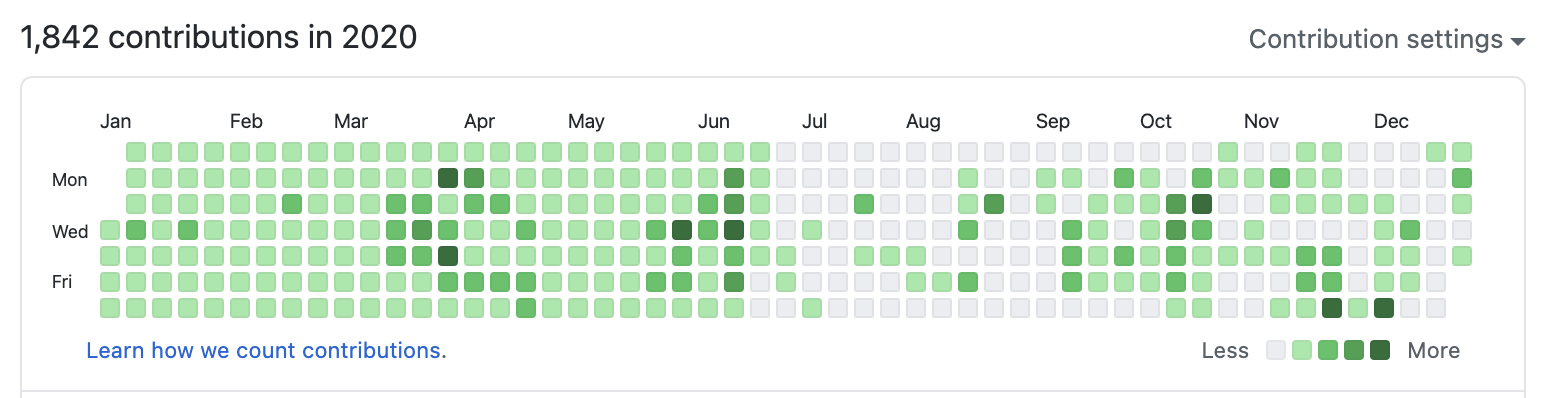 1,842 contributions in 2020
Contribution settings
Jan Feb Mar Apr May Jun Jul Aug Sep Oct Nov Dec
Mon
Wed
Fri
Learn how we count contributions.
Less More